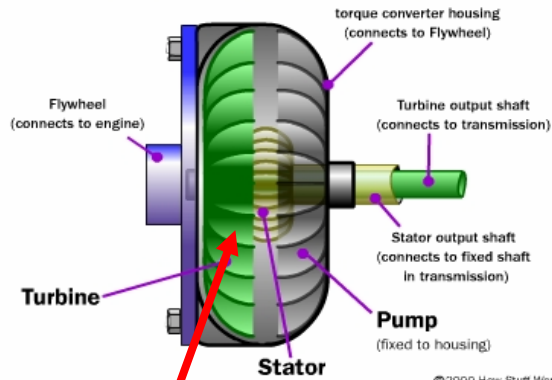 torque converter housing
(connects to Flywheel)
Flywheel
(connects to engine)
Turbine output shaft
(connects to transmission)
Stator output shaft
(connects to fixed shaft
in transmission)
Turbine
Pump
(fixed to housing)
Stator